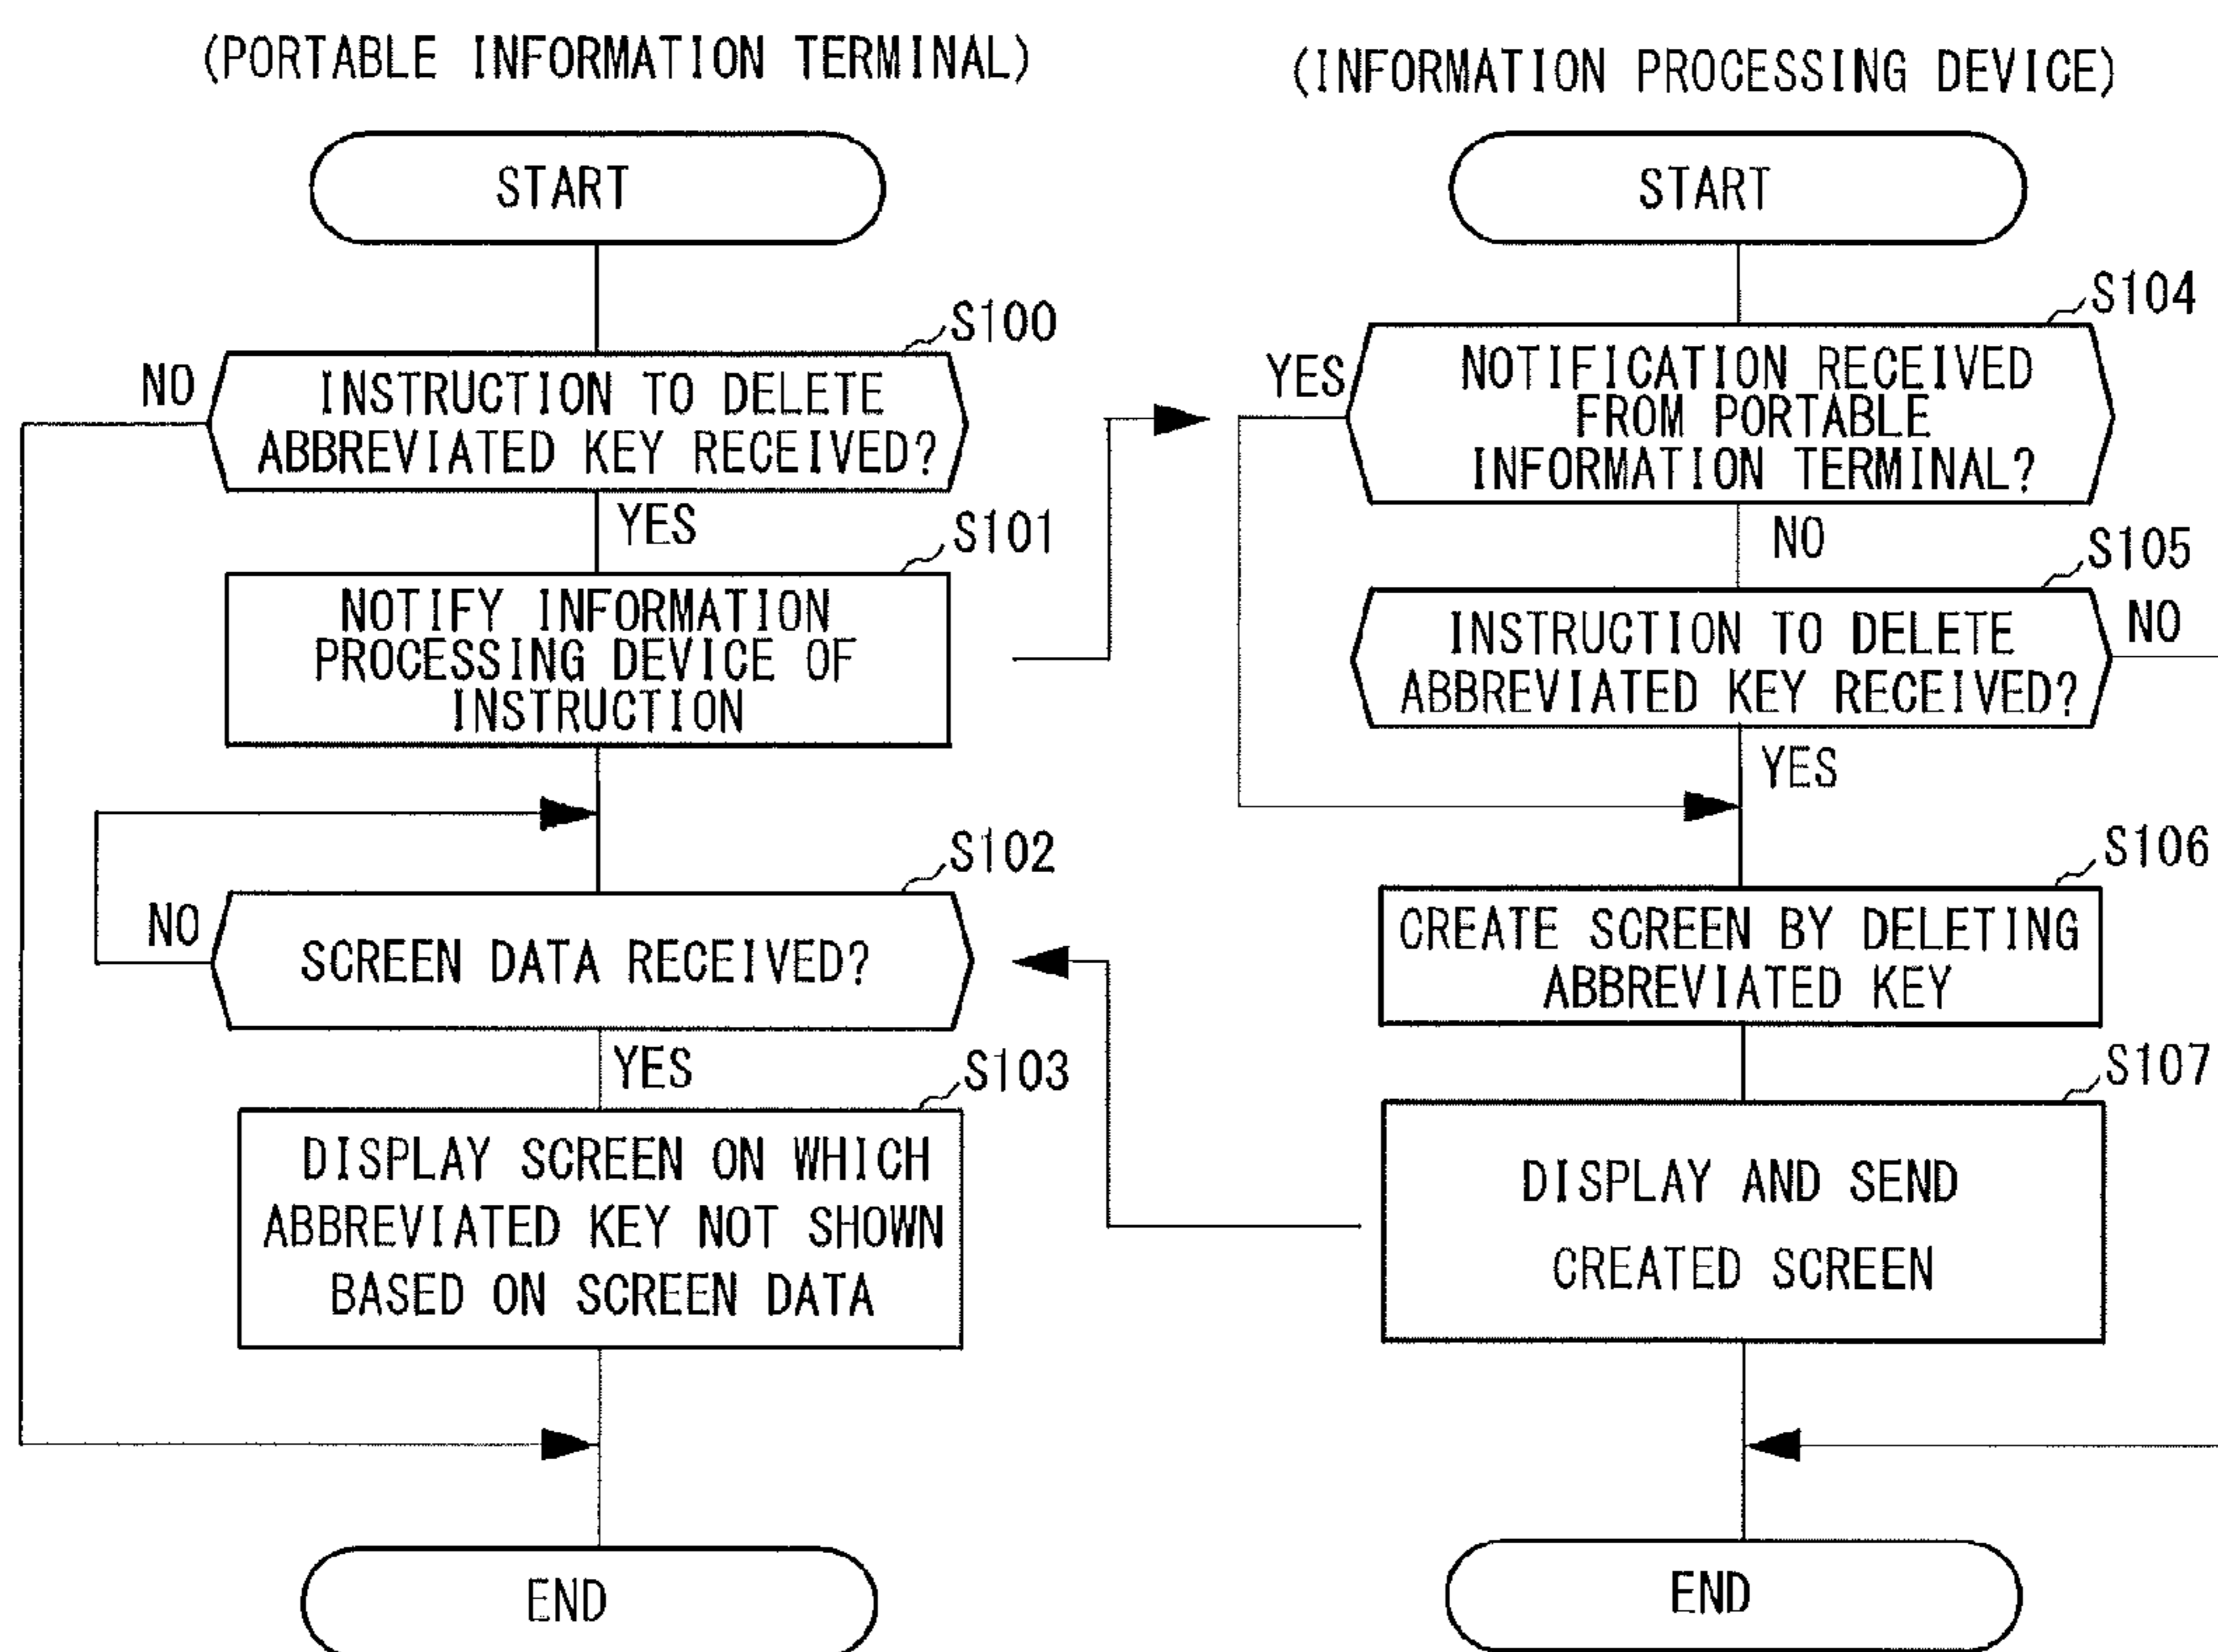 (PORTABLE INFORMATION TERMINAL)
START
S100
NO
INSTRUCTION TO DELETE
ABBREVIATED KEY RECEIVED?
YES
S101
NOTIFY INFORMATION
PROCESSING DEVICE OF
INSTRUCTION
S102
NO
SCREEN DATA RECEIVED?
YES
S103
DISPLAY SCREEN ON WHICH
ABBREVIATED KEY NOT SHOWN
BASED ON SCREEN DATA
END
(INFORMATION PROCESSING DEVICE)
START
S104
YES
NOTIFICATION RECEIVED
FROM PORTABLE
INFORMATION TERMINAL?
NO
S105
INSTRUCTION TO DELETE
ABBREVIATED KEY RECEIVED?
NO
YES
S106
CREATE SCREEN BY DELETING
ABBREVIATED KEY
S107
DISPLAY AND SEND
CREATED SCREEN
END